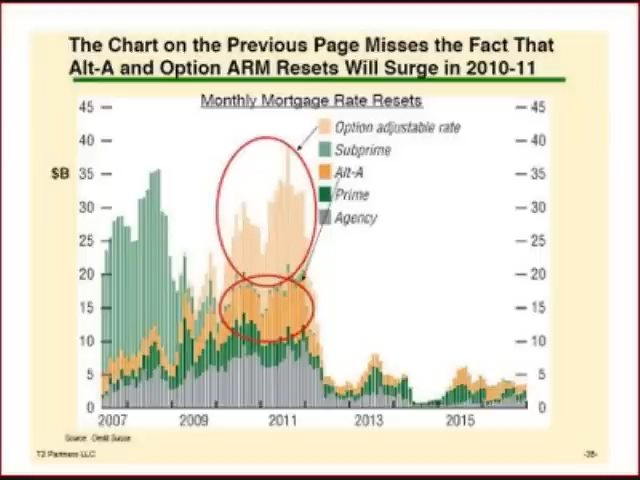 The Chart on the Previous Page Misses the Fact That
Alt-A and Option ARM Resets Will Surge in 2010-11
Monthly Mortgage Rate Resets
45 45
Option adjustable rate
40 40
Subprime
$B 35 Alt-A 35
Prime
30 30
Agency
25 25
20 20
15 15
10 10
5 5
0 0
2007 2009 2011 2013 2015
Source: Credit Suisse
T2 Partners LLC -35-